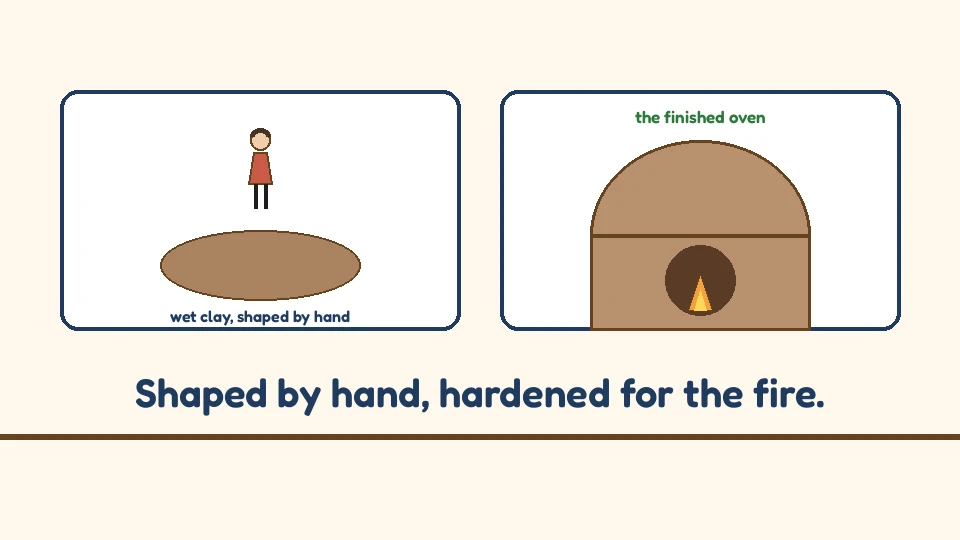 the finished oven
wet clay, shaped by hand
Shaped by hand, hardened for the fire.